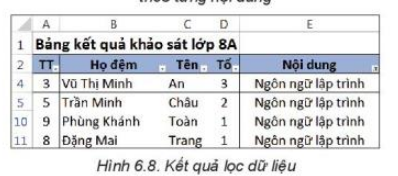 theo từng nội dung
A B C D E
1 Bảng kết quả khảo sát lớp 8A
2 TT Họ đệm Tên Tổ Nội dung
4 3 Vũ Thị Minh An 3 Ngôn ngữ lập trình
5 5 Trần Minh Châu 2 Ngôn ngữ lập trình
10 9 Phùng Khánh Toàn 1 Ngôn ngữ lập trình
11 8 Đặng Mai Trang 1 Ngôn ngữ lập trình
Hình 6.8. Kết quả lọc dữ liệu